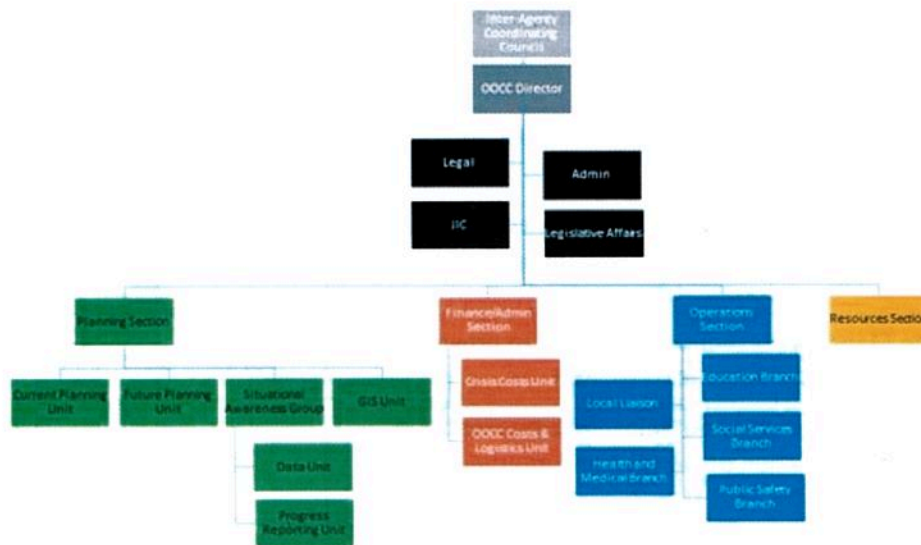 Inter-Agency
Coordinating
Council
OOCC Director
Legal
Admin
JIC
Legislative Affairs
Planning Section
Finance/Admin
Section
Operations
Section
Resources Sectio
Current Planning
Unit
Future Planning
Unit
Situational
Awareness Group
GIS Unit
Crisis Costs Unit
Education Branch
Local Liaison
OOCC Costs &
Logistics Unit
Social Services
Branch
Data Unit
Health and
Medical Branch
Progress
Reporting Unit
Public Safety
Branch